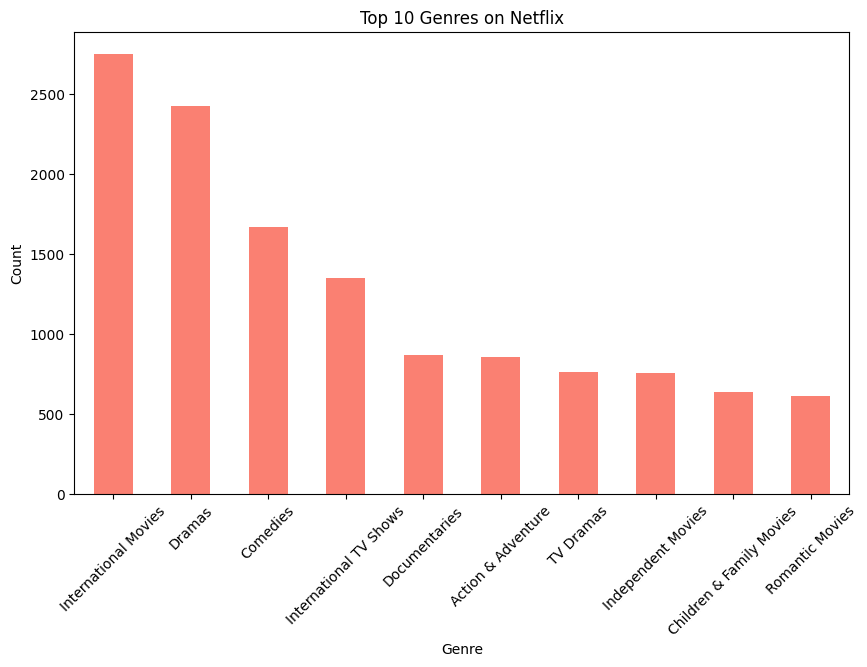 Top 10 Genres on Netflix
Count
2500
2000
1500
1000
500
0
International Movies
Dramas
Comedies
International TV Shows
Documentaries
Action & Adventure
TV Dramas
Independent Movies
Children & Family Movies
Romantic Movies
Genre